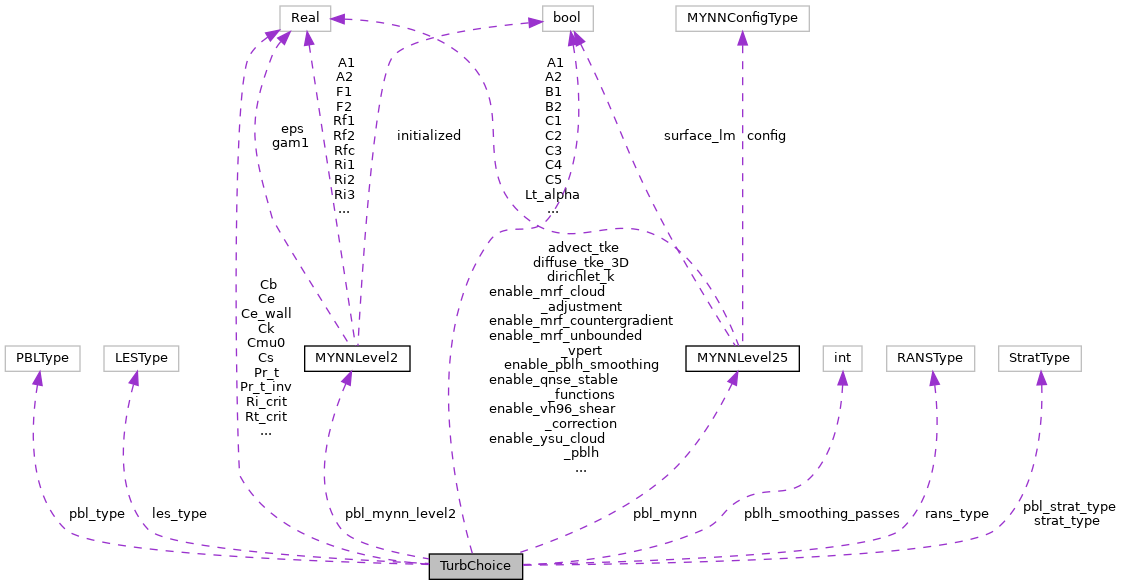 Real
bool
MYNNConfigType
A1
A2
F1
F2
Rf1
Rf2
Rfc
Ri1
Ri2
Ri3
...
A1
A2
B1
B2
C1
C2
C3
C4
C5
Lt_alpha
...
eps
gam1
initialized
surface_lm
config
advect_tke
diffuse_tke_3D
dirichlet_k
enable_mrf_cloud
_adjustment
enable_mrf_countergradient
enable_mrf_unbounded
_vpert
enable_pblh_smoothing
enable_qnse_stable
_functions
enable_vh96_shear
_correction
enable_ysu_cloud
_pblh
...
Cb
Ce
Ce_wall
Ck
Cmu0
Cs
Pr_t
Pr_t_inv
Ri_crit
Rt_crit
...
PBLType
LESType
MYNNLevel2
MYNNLevel25
int
RANSType
StratType
pbl_type
les_type
pbl_mynn_level2
pbl_mynn
pblh_smoothing_passes
rans_type
pbl_strat_type
strat_type
TurbChoice